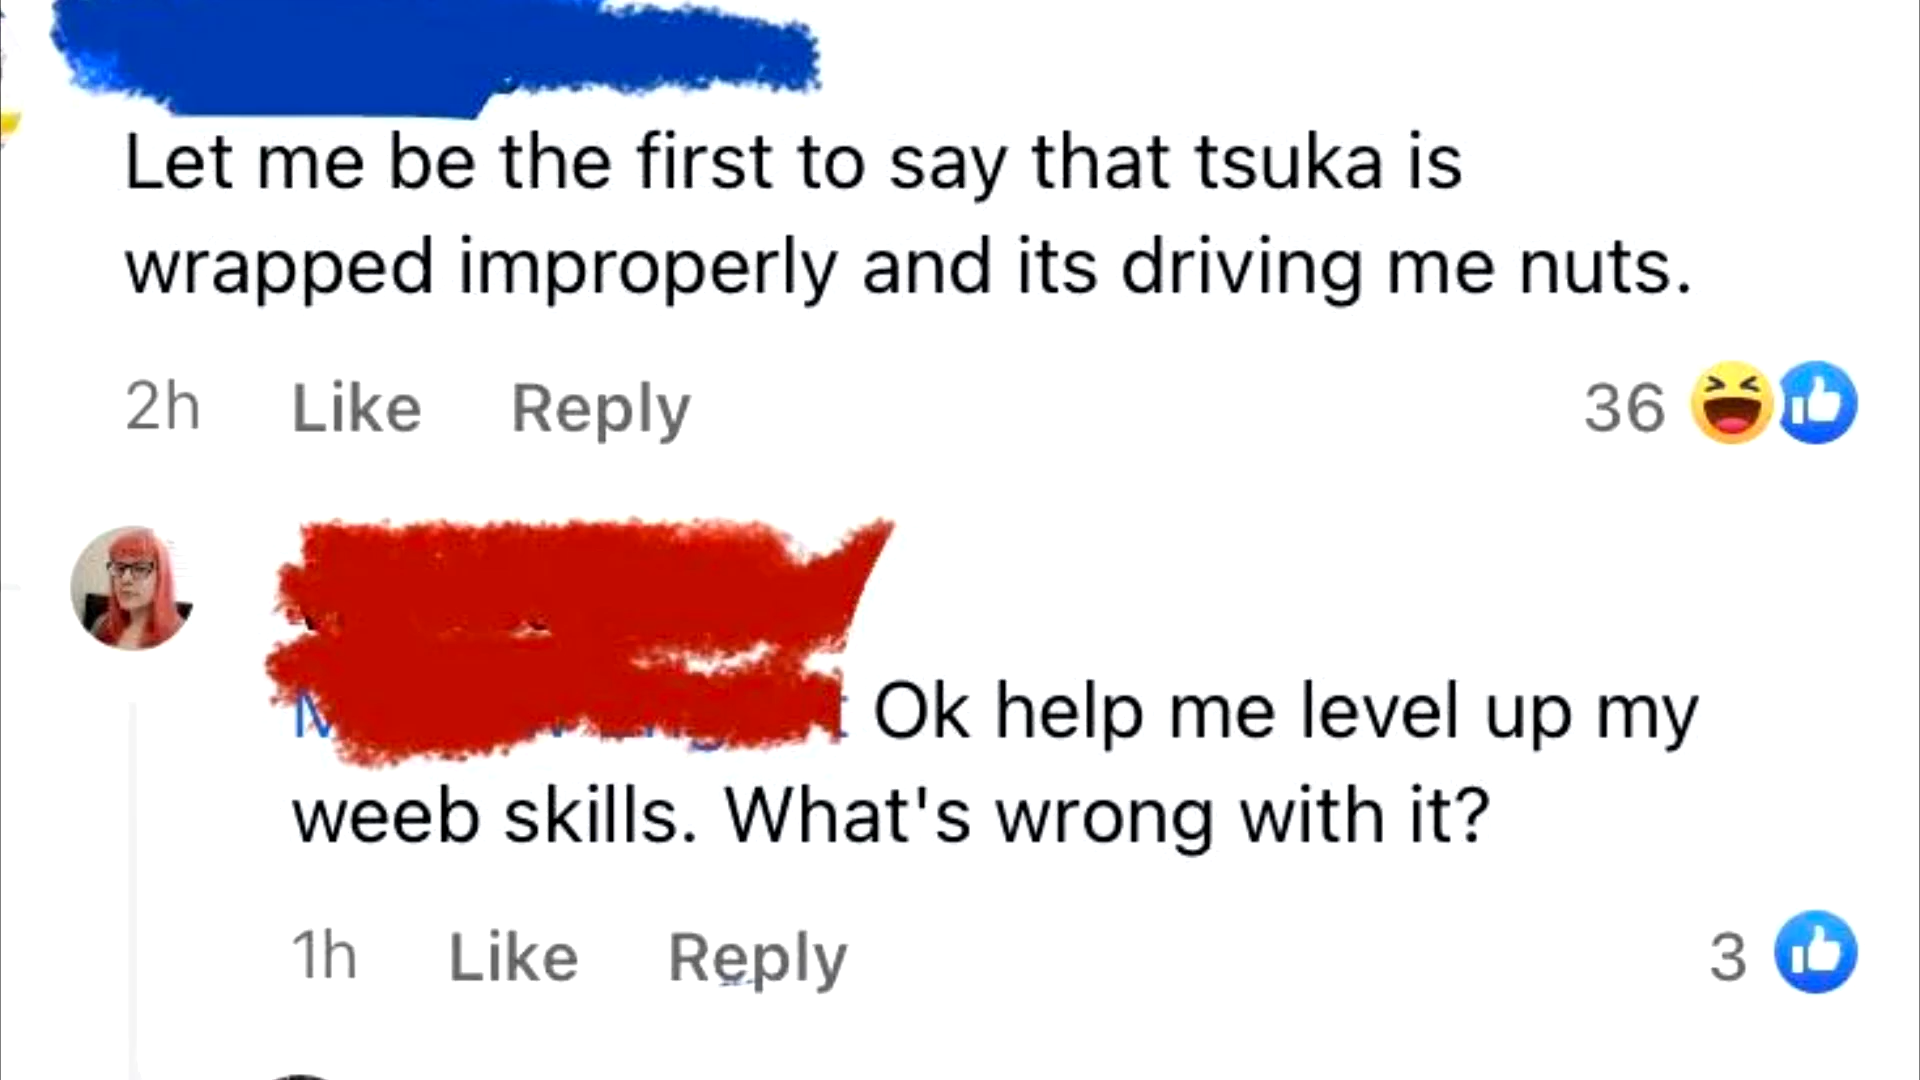 Let me be the first to say that tsuka is
wrapped improperly and its driving me nuts.
2h Like Reply 36
Ok help me level up my
weeb skills. What's wrong with it?
1h Like Reply 3